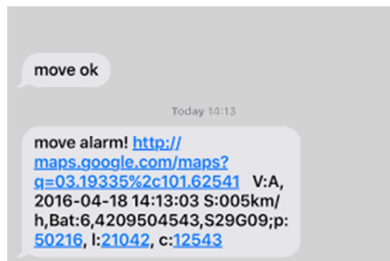 move ok
Today 14:13
move alarm! http://
maps.google.com/maps?
q=03.19335%2c101.62541 V:A,
2016-04-18 14:13:03 S:005km/
h,Bat:6,4209504543,S29G09;p:
50216, l:21042, c:12543